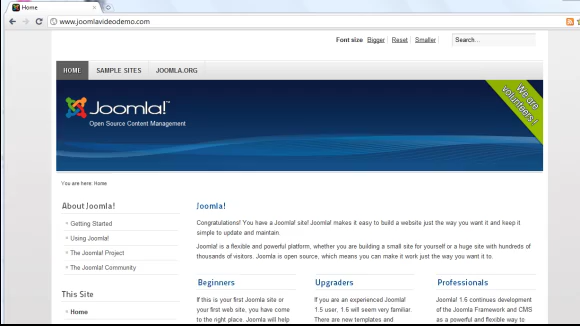 Home
www.joomlavideodemo.com
Font size Bigger Reset Smaller Search...
HOME SAMPLE SITES JOOMLA.ORG
We are
volunteers!
Joomla!
Open Source Content Management
You are here: Home
About Joomla!
Getting Started
Using Joomla!
The Joomla! Project
The Joomla! Community
This Site
Home
Joomla!
Congratulations! You have a Joomla! site! Joomla! makes it easy to build a website just the way you want it and keep it
simple to update and maintain.
Joomla! is a flexible and powerful platform, whether you are building a small site for yourself or a huge site with hundreds of
thousands of visitors. Joomla is open source, which means you can make it work just the way you want it to.
Beginners
If this is your first Joomla site or
your first web site, you have come
to the right place. Joomla will help
Upgraders
If you are an experienced Joomla!
1.5 user, 1.6 will seem very familiar.
There are new templates and
Professionals
Joomla! 1.6 continues development
of the Joomla Framework and CMS
as a powerful and flexible way to